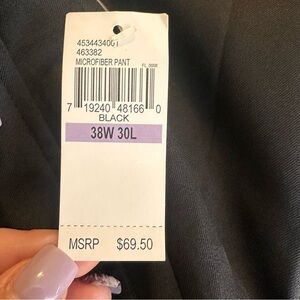 4534434001
463382
MICROFIBER PANT
7 19240 48166 0
BLACK
38W 30L
MSRP $69.50